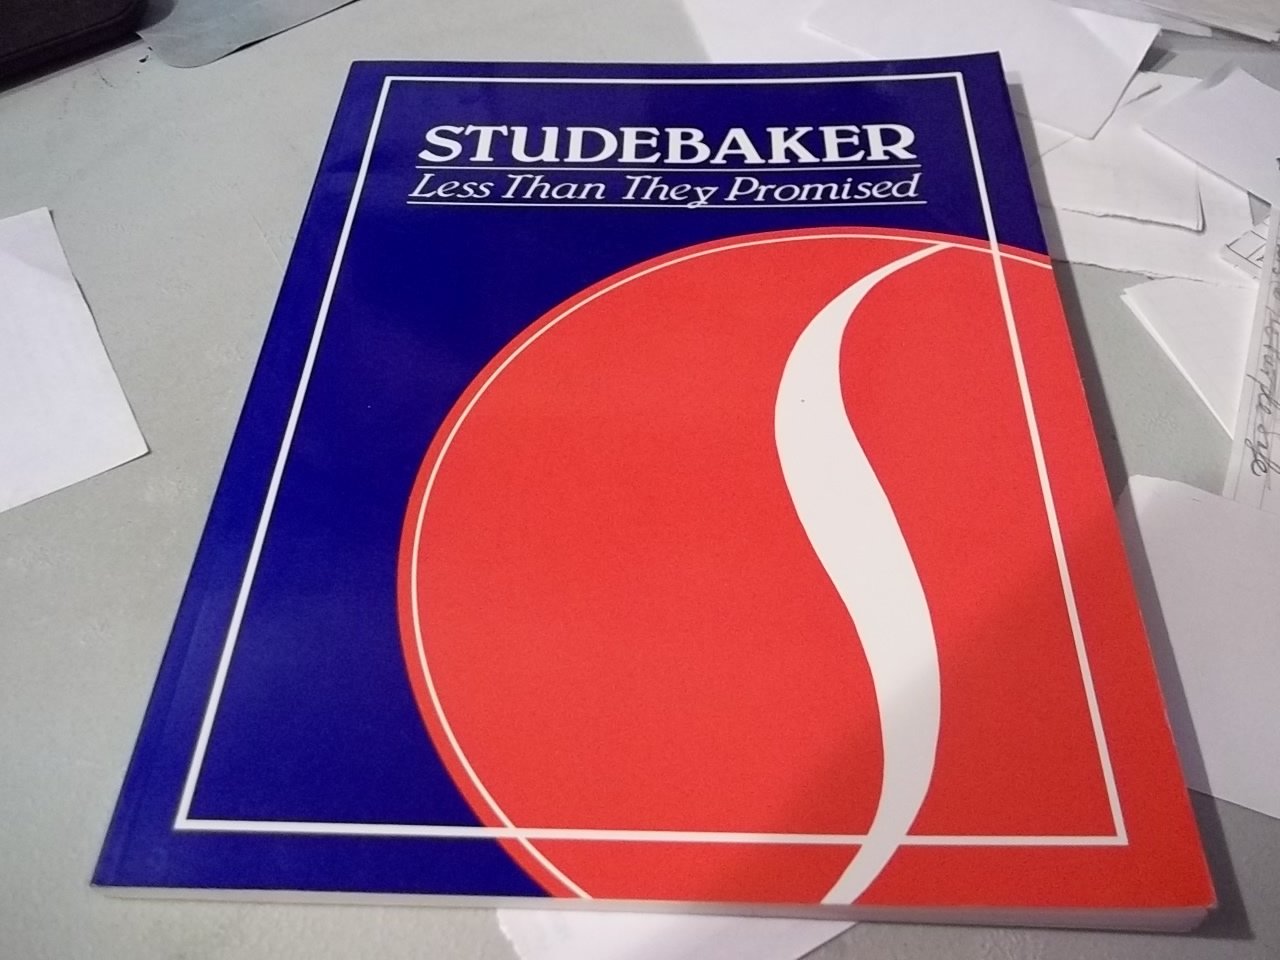 STUDEBAKER
Less Than They Promised